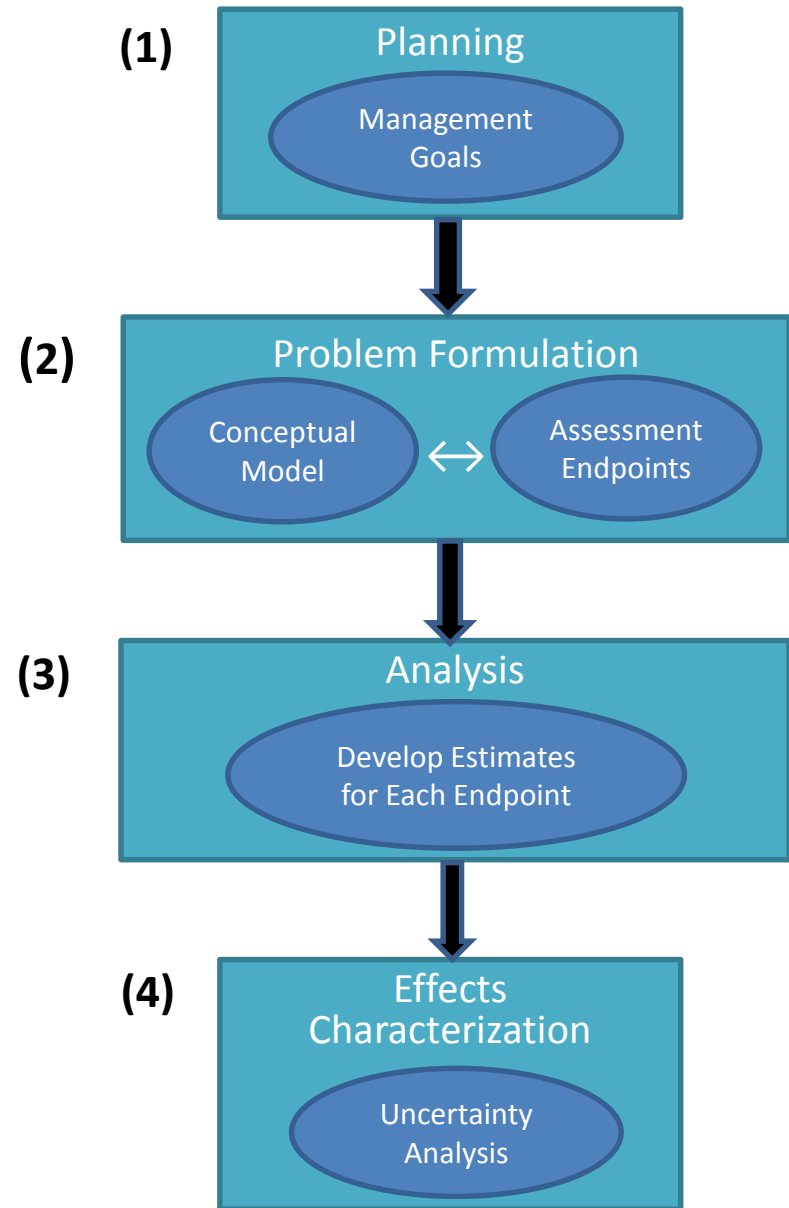 (1)
Planning
Management
Goals
(2)
Problem Formulation
Conceptual
Model
Assessment
Endpoints
(3)
Analysis
Develop Estimates
for Each Endpoint
(4)
Effects
Characterization
Uncertainty
Analysis